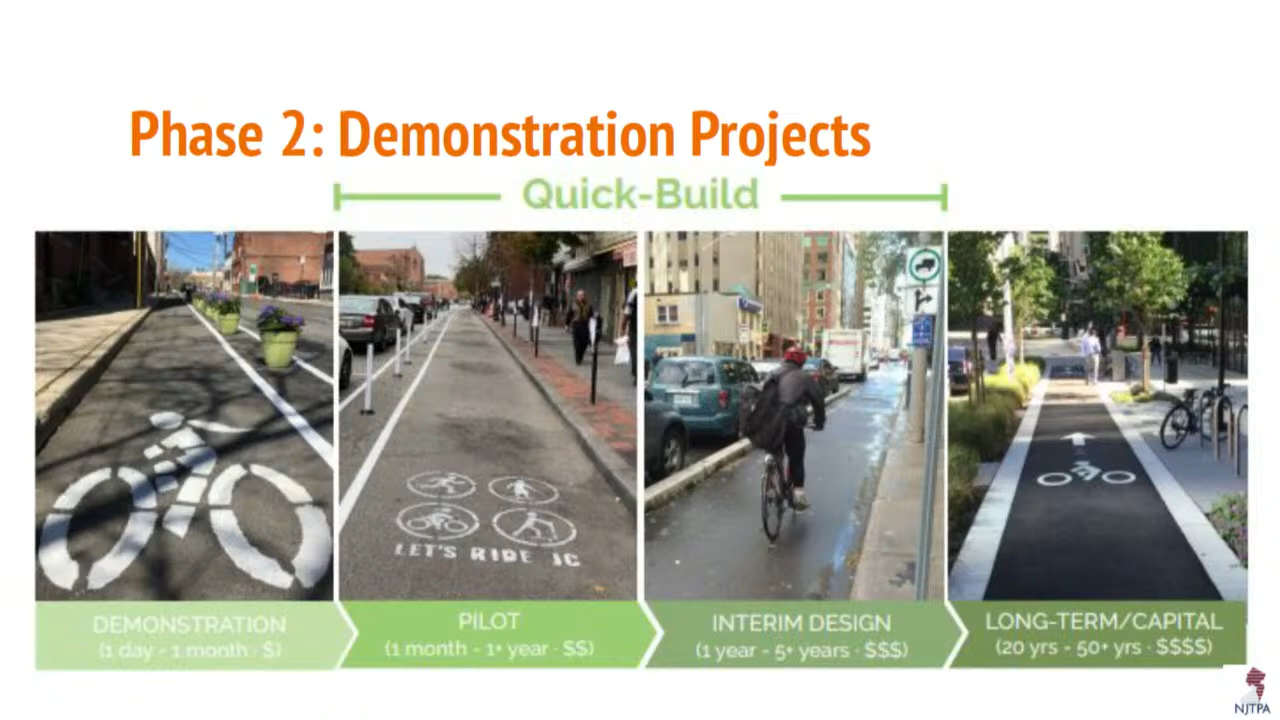 Phase 2: Demonstration Projects
Quick-Build
LET'S RIDE JC
DEMONSTRATION
(1 day - 1 month · $)
PILOT
(1 month - 1+ year · $$)
INTERIM DESIGN
(1 year - 5+ years · $$$)
LONG-TERM/CAPITAL
(20 yrs - 50+ yrs · $$$$)
NJTPA